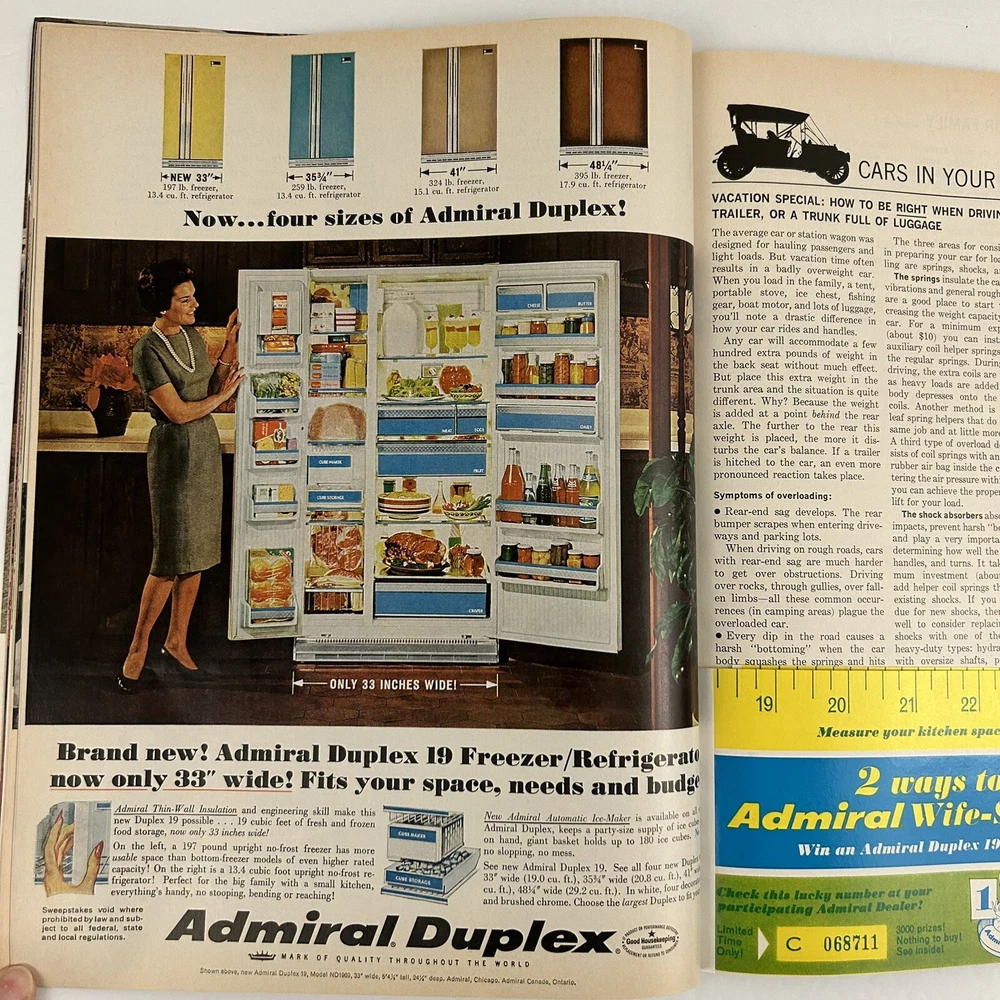 NEW 33"
197 lb. freezer,
13.4 cu. ft. refrigerator
35¾"
259 lb. freezer,
13.4 cu. ft. refrigerator
41"
324 lb. freezer,
15.1 cu. ft. refrigerator
48¼"
395 lb. freezer,
17.9 cu. ft. refrigerator
Now...four sizes of Admiral Duplex!
CHEESE
BUTTER
MEAT
EGGS
DAIRY
FRUIT
CUBE MAKER
CUBE STORAGE
CRISPER
ONLY 33 INCHES WIDE!
Brand new! Admiral Duplex 19 Freezer/Refrigerato
now only 33" wide! Fits your space, needs and budge
Admiral Thin-Wall Insulation and engineering skill make this
new Duplex 19 possible . . . 19 cubic feet of fresh and frozen
food storage, now only 33 inches wide!
On the left, a 197 pound upright no-frost freezer has more
usable space than bottom-freezer models of even higher rated
capacity! On the right is a 13.4 cubic foot upright no-frost re-
frigerator! Perfect for the big family with a small kitchen,
everything's handy, no stooping, bending or reaching!
CUBE MAKER
CUBE STORAGE
New Admiral Automatic Ice-Maker is available on all
Admiral Duplex, keeps a party-size supply of ice cube
on hand, giant basket holds up to 180 ice cubes. No
no slopping, no mess.
See new Admiral Duplex 19. See all four new Duplex
33" wide (19.0 cu. ft.), 35¾" wide (20.8 cu. ft.), 41"
cu. ft.), 48¼" wide (29.2 cu. ft.). In white, four decora
and brushed chrome. Choose the largest Duplex to fit you
Sweepstakes void where
prohibited by law and sub-
ject to all federal, state
and local regulations.
Admiral Duplex
MARK OF QUALITY THROUGHOUT THE WORLD
Good Housekeeping
Shown above, new Admiral Duplex 19, Model ND1969, 33" wide, 5'4¼" tall, 24½" deep. Admiral, Chicago. Admiral Canada, Ontario.
CARS IN YOUR
VACATION SPECIAL: HOW TO BE RIGHT WHEN DRIVIN
TRAILER, OR A TRUNK FULL OF LUGGAGE
The average car or station wagon was
designed for hauling passengers and
light loads. But vacation time often
results in a badly overweight car.
When you load in the family, a tent,
portable stove, ice chest, fishing
gear, boat motor, and lots of luggage,
you'll note a drastic difference in
how your car rides and handles.
Any car will accommodate a few
hundred extra pounds of weight in
the back seat without much effect.
But place this extra weight in the
trunk area and the situation is quite
different. Why? Because the weight
is added at a point behind the rear
axle. The further to the rear this
weight is placed, the more it dis-
turbs the car's balance. If a trailer
is hitched to the car, an even more
pronounced reaction takes place.
Symptoms of overloading:
● Rear-end sag develops. The rear
bumper scrapes when entering drive-
ways and parking lots.
When driving on rough roads, cars
with rear-end sag are much harder
to get over obstructions. Driving
over rocks, through gullies, over fall-
en limbs—all these common occur-
rences (in camping areas) plague the
overloaded car.
● Every dip in the road causes a
harsh "bottoming" when the car
body squashes the springs and hits
The three areas for consi
in preparing your car for loa
ling are springs, shocks, a
The springs insulate the ca
vibrations and general rough
are a good place to start
creasing the weight capacity
car. For a minimum exp
(about $10) you can inst
auxiliary coil helper springs
the regular springs. During
driving, the extra coils are
as heavy loads are added
body depresses onto the
coils. Another method is
leaf spring helpers that do
same job and at little more
A third type of overload d
sists of coil springs with an
rubber air bag inside the c
tering the air pressure with
you can achieve the prope
lift for your load.
The shock absorbers abso
impacts, prevent harsh "bo
and play a very importa
determining how well the
handles, and turns. It tak
mum investment (abou
add helper coil springs th
existing shocks. If you
due for new shocks, then
well to consider replacin
shocks with one of the
heavy-duty types: hydra
with oversize shafts, p
19 20 21 22
Measure your kitchen spac
2 ways to
Admiral Wife-S
Win an Admiral Duplex 19
Check this lucky number at your
participating Admiral Dealer!
Limited
Time
Only!
C 068711
3000 prizes!
Nothing to buy!
See inside!
1